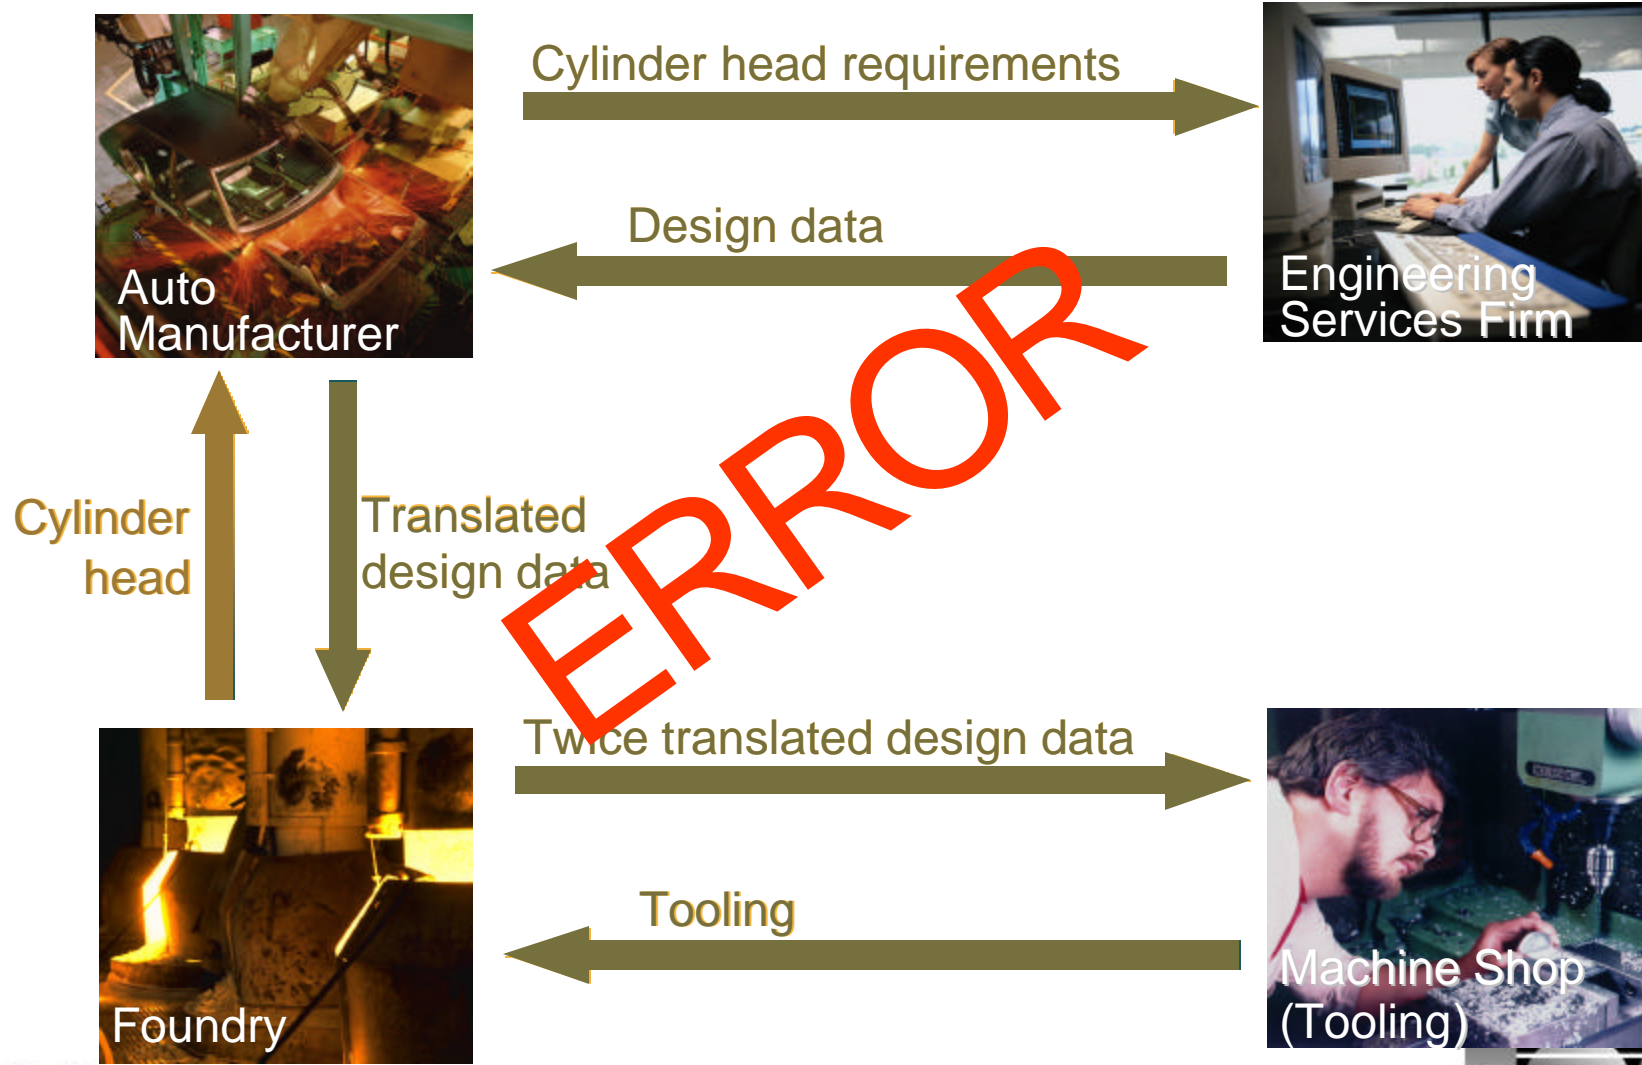 Cylinder head requirements
Design data
Auto
Manufacturer
Engineering
Services Firm
Cylinder
head
Translated
design data
ERROR
Twice translated design data
Tooling
Foundry
Machine Shop
(Tooling)